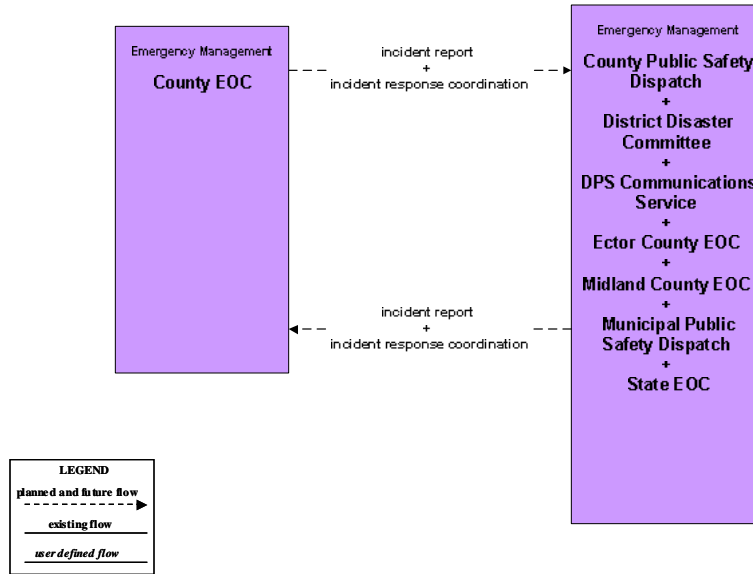 Emergency Management
County EOC
incident report
+
incident response coordination
incident report
+
incident response coordination
Emergency Management
County Public Safety
Dispatch
+
District Disaster
Committee
+
DPS Communications
Service
+
Ector County EOC
+
Midland County EOC
+
Municipal Public
Safety Dispatch
+
State EOC
LEGEND
planned and future flow
existing flow
user defined flow